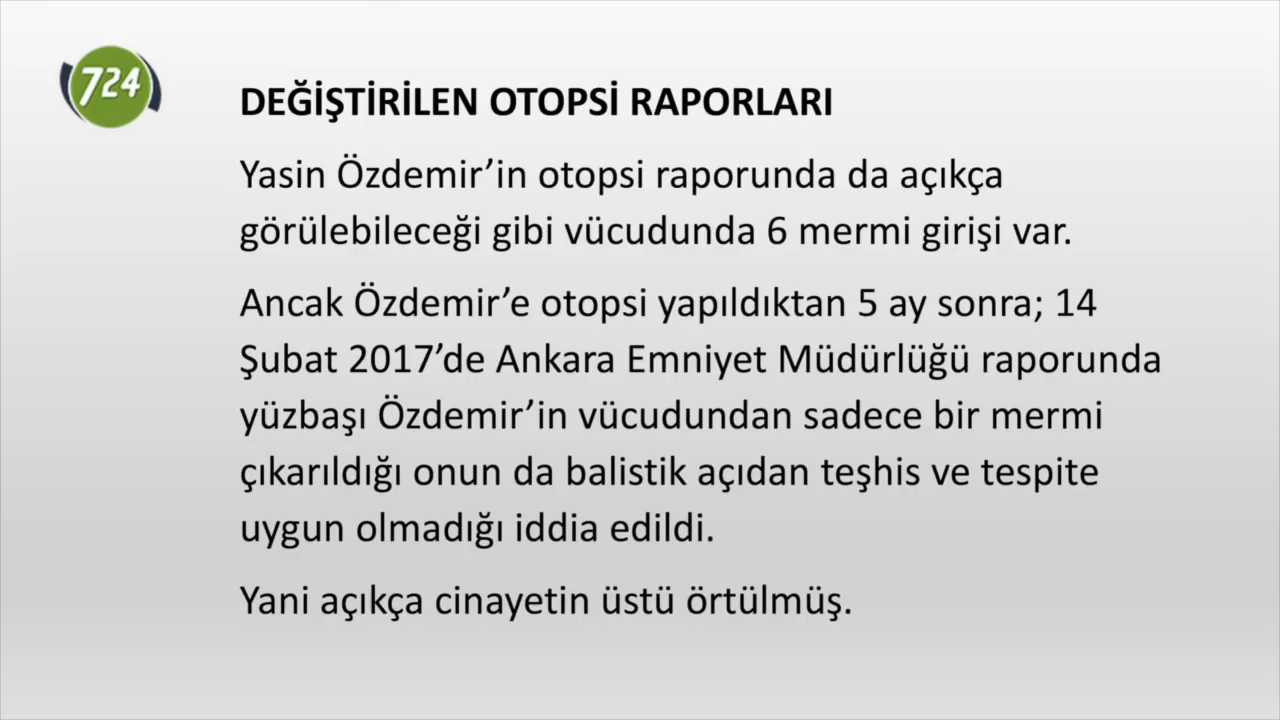 724
DEĞİŞTİRİLEN OTOPSİ RAPORLARI
Yasin Özdemir’in otopsi raporunda da açıkça
görülebileceği gibi vücudunda 6 mermi girişi var.
Ancak Özdemir’e otopsi yapıldıktan 5 ay sonra; 14
Şubat 2017’de Ankara Emniyet Müdürlüğü raporunda
yüzbaşı Özdemir’in vücudundan sadece bir mermi
çıkarıldığı onun da balistik açıdan teşhis ve tespite
uygun olmadığı iddia edildi.
Yani açıkça cinayetin üstü örtülmüş.